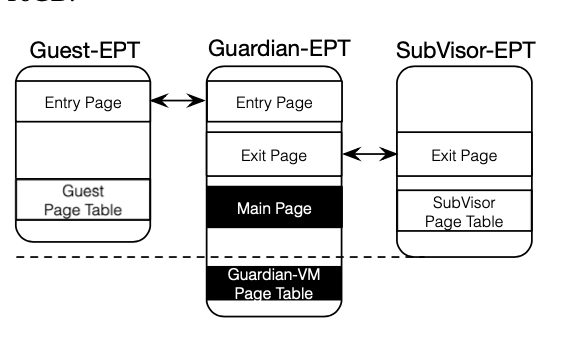 Guest-EPT
Guardian-EPT
SubVisor-EPT
Entry Page
Entry Page
Exit Page
Exit Page
Guest
Page Table
Main Page
SubVisor
Page Table
Guardian-VM
Page Table